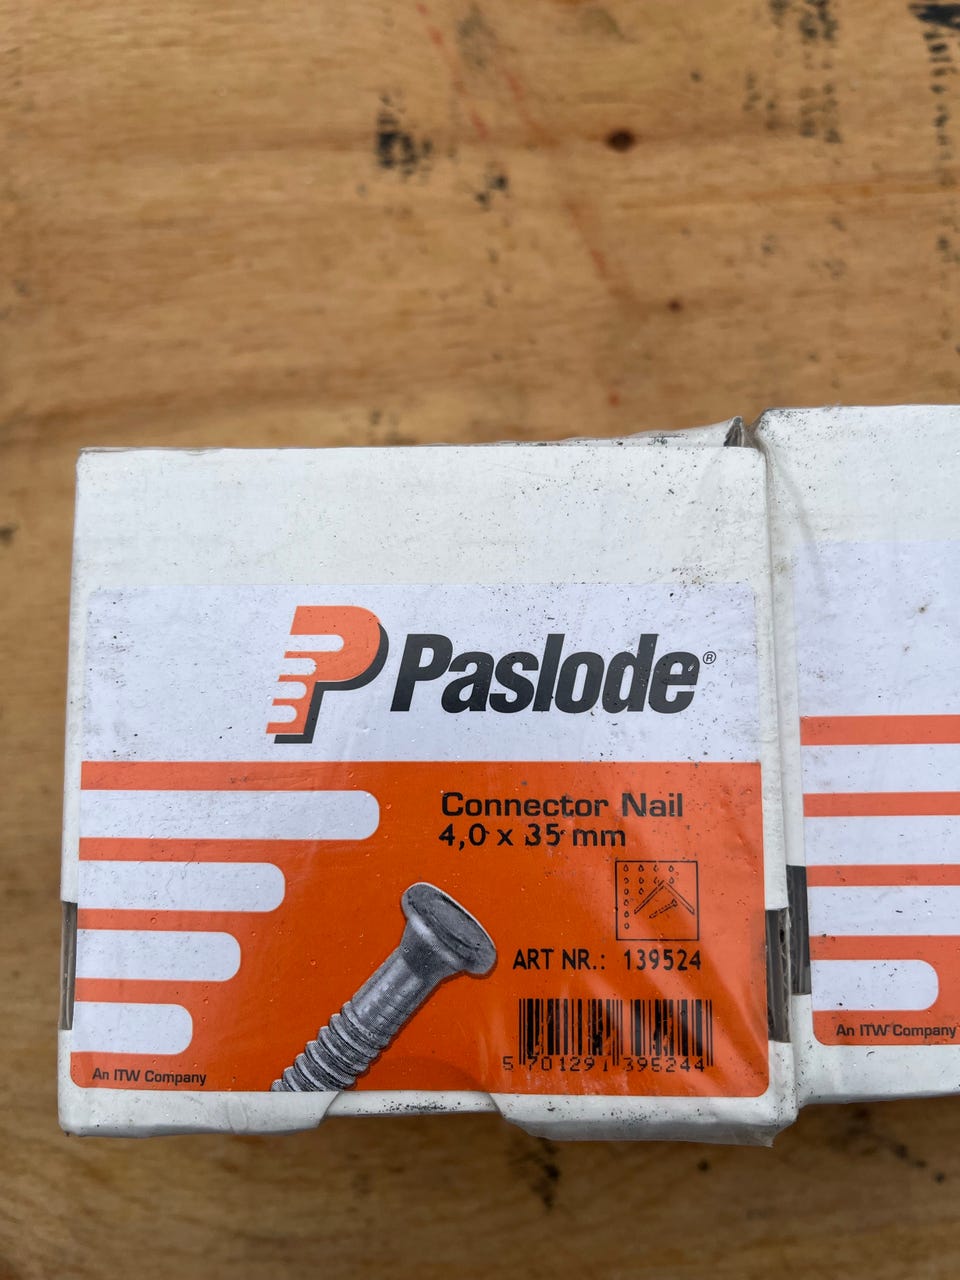 Paslode®
Connector Nail
4,0 x 35 mm
ART NR.: 139524
5 701291 395244
An ITW Company
An ITW Company